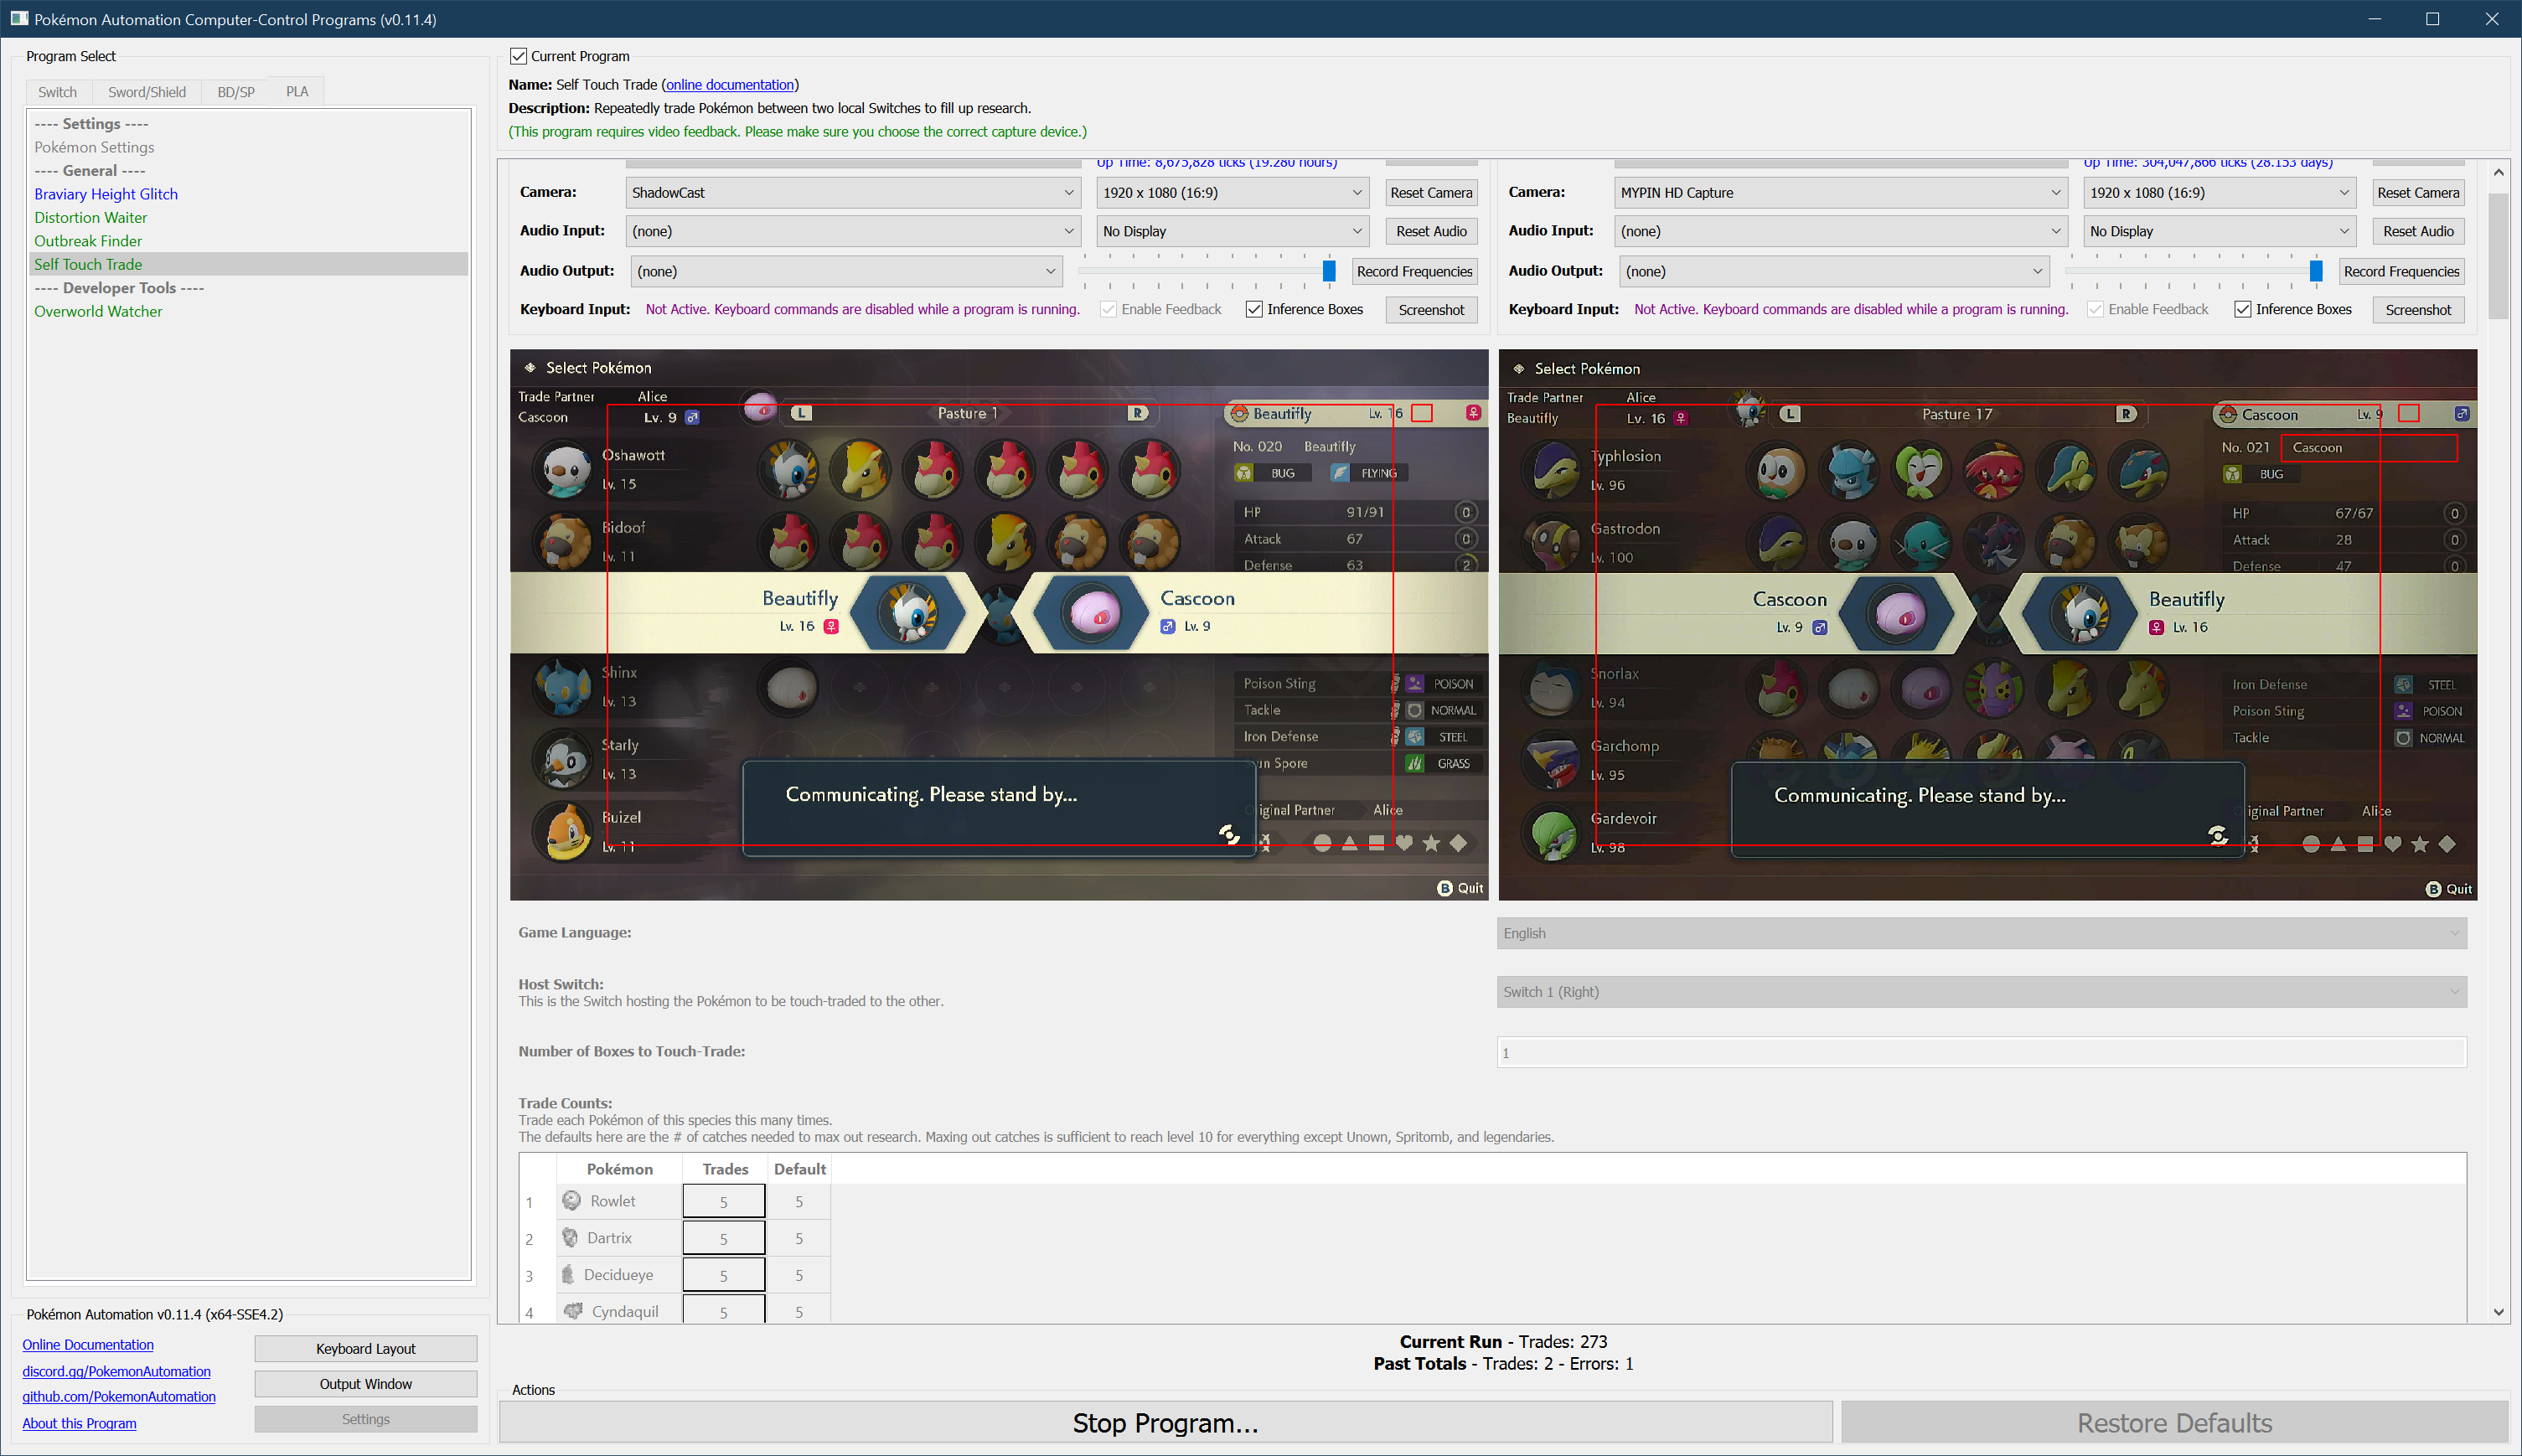 Pokémon Automation Computer-Control Programs (v0.11.4)
Program Select
Switch
Sword/Shield
BD/SP
PLA
---- Settings ----
Pokémon Settings
---- General ----
Braviary Height Glitch
Distortion Waiter
Outbreak Finder
Self Touch Trade
---- Developer Tools ----
Overworld Watcher
Pokémon Automation v0.11.4 (x64-SSE4.2)
Online Documentation
discord.gg/PokemonAutomation
github.com/PokemonAutomation
About this Program
Keyboard Layout
Output Window
Settings
Current Program
Name: Self Touch Trade (online documentation)
Description: Repeatedly trade Pokémon between two local Switches to fill up research.
(This program requires video feedback. Please make sure you choose the correct capture device.)
Up Time: 8,675,828 ticks (19.280 hours)
Camera: ShadowCast 1920 x 1080 (16:9) Reset Camera
Audio Input: (none) No Display Reset Audio
Audio Output: (none) Record Frequencies
Keyboard Input: Not Active. Keyboard commands are disabled while a program is running. Enable Feedback Inference Boxes Screenshot
Up Time: 304,047,866 ticks (28.153 days)
Camera: MYPIN HD Capture 1920 x 1080 (16:9) Reset Camera
Audio Input: (none) No Display Reset Audio
Audio Output: (none) Record Frequencies
Keyboard Input: Not Active. Keyboard commands are disabled while a program is running. Enable Feedback Inference Boxes Screenshot
Select Pokémon
Trade Partner Alice
Cascoon Lv. 9
L Pasture 1 R
Beautifly Lv. 16
No. 020 Beautifly
BUG FLYING
HP 91/91 0
Attack 67 0
Defense 63 2
Oshawott
Lv. 15
Bidoof
Lv. 11
Beautifly
Lv. 16
Cascoon
Lv. 9
Shinx
Lv. 13
Starly
Lv. 13
Buizel
Lv. 11
Poison Sting POISON
Tackle NORMAL
Iron Defense STEEL
un Spore GRASS
Communicating. Please stand by...
iginal Partner Alice
B Quit
Select Pokémon
Trade Partner Alice
Beautifly Lv. 16
L Pasture 17 R
Cascoon Lv. 9
No. 021 Cascoon
BUG
HP 67/67 0
Attack 28 0
Defense 47 0
Typhlosion
Lv. 96
Gastrodon
Lv. 100
Cascoon
Lv. 9
Beautifly
Lv. 16
Snorlax
Lv. 94
Garchomp
Lv. 95
Gardevoir
Lv. 98
Iron Defense STEEL
Poison Sting POISON
Tackle NORMAL
Communicating. Please stand by...
iginal Partner Alice
B Quit
Game Language: English
Host Switch:
This is the Switch hosting the Pokémon to be touch-traded to the other.
Switch 1 (Right)
Number of Boxes to Touch-Trade: 1
Trade Counts:
Trade each Pokémon of this species this many times.
The defaults here are the # of catches needed to max out research. Maxing out catches is sufficient to reach level 10 for everything except Unown, Spritomb, and legendaries.
Pokémon Trades Default
1 Rowlet 5 5
2 Dartrix 5 5
3 Decidueye 5 5
4 Cyndaquil 5 5
Current Run - Trades: 273
Past Totals - Trades: 2 - Errors: 1
Actions
Stop Program...
Restore Defaults